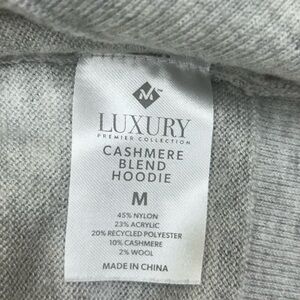 M™
LUXURY
PREMIER COLLECTION
CASHMERE
BLEND
HOODIE
M
45% NYLON
23% ACRYLIC
20% RECYCLED POLYESTER
10% CASHMERE
2% WOOL
MADE IN CHINA